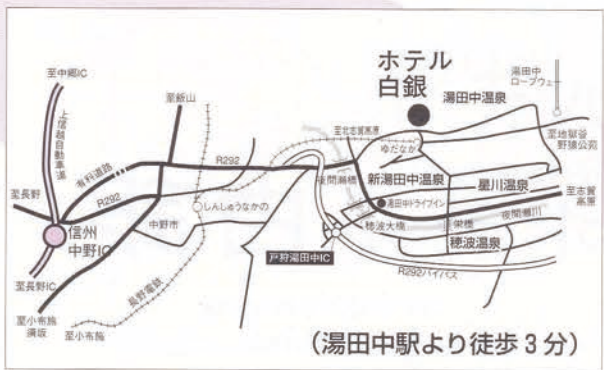 ホテル
白銀
湯田中
ロープウェイ
湯田中温泉
至地獄谷
野猿公苑
至中郷IC
上信越自動車道
至飯山
至北志賀高原
ゆだなか
R292
有料道路
至長野
R292
夜間瀬橋
新湯田中温泉
星川温泉
至志賀
高原
湯田中ドライブイン
しんしゅうなかの
中野市
信州
中野IC
穂波大橋
栄橋
夜間瀬川
穂波温泉
戸狩湯田中IC
R292バイパス
至長野IC
長野電鉄
至小布施
須坂
至小布施
(湯田中駅より徒歩3分)